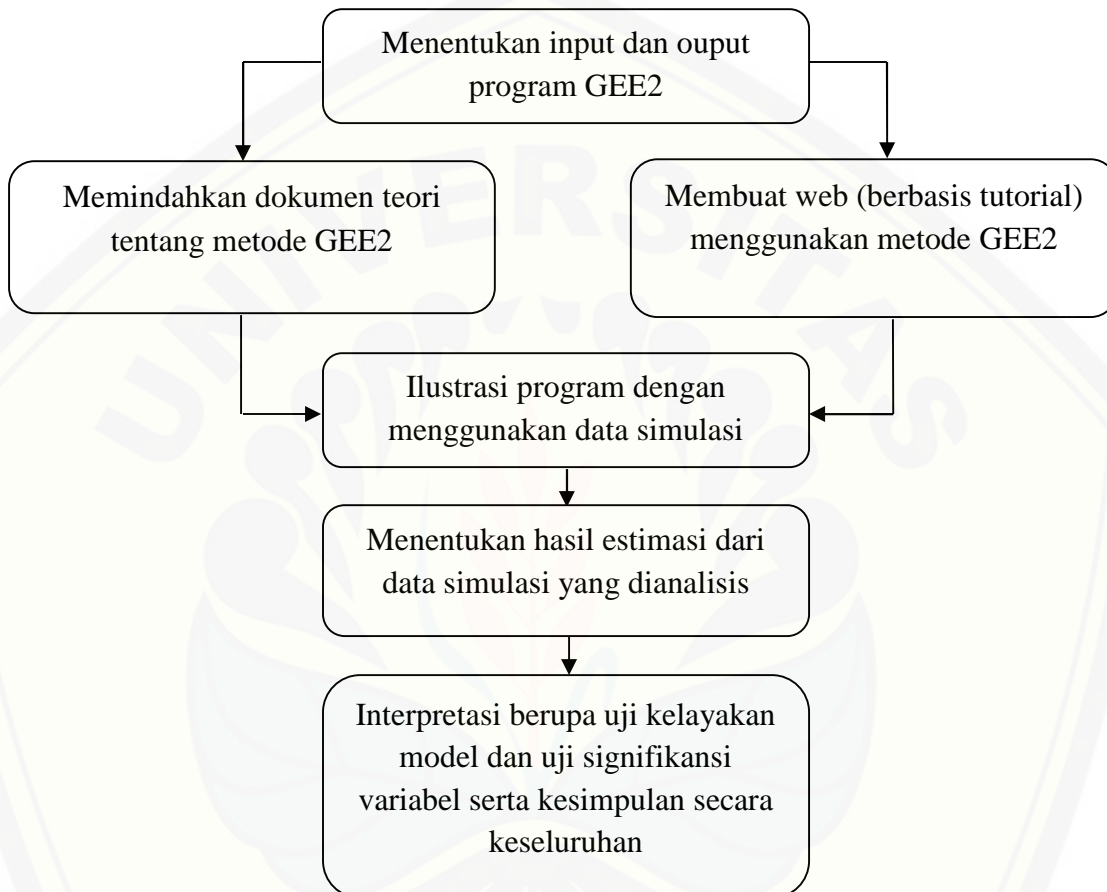 Menentukan input dan ouput
program GEE2
Memindahkan dokumen teori
tentang metode GEE2
Membuat web (berbasis tutorial)
menggunakan metode GEE2
Ilustrasi program dengan
menggunakan data simulasi
Menentukan hasil estimasi dari
data simulasi yang dianalisis
Interpretasi berupa uji kelayakan
model dan uji signifikansi
variabel serta kesimpulan secara
keseluruhan
UNIVERSITAS